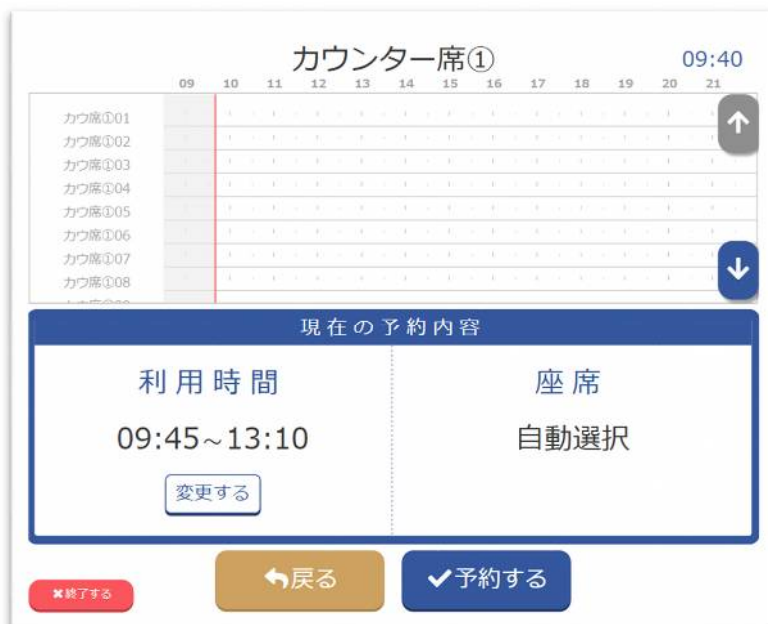 カウンター席①
09:40
09 10 11 12 13 14 15 16 17 18 19 20 21
カウ席①01
カウ席①02
カウ席①03
カウ席①04
カウ席①05
カウ席①06
カウ席①07
カウ席①08
現在の予約内容
利用時間
座席
09:45~13:10
自動選択
変更する
戻る
予約する
終了する